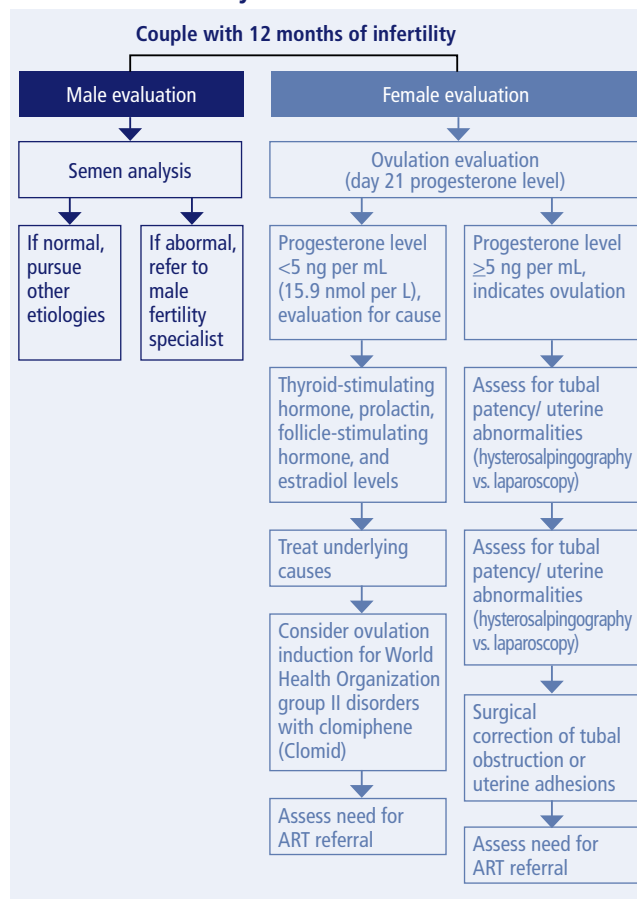 Couple with 12 months of infertility
Male evaluation
Female evaluation
Semen analysis
Ovulation evaluation
(day 21 progesterone level)
If normal,
pursue
other
etiologies
If abormal,
refer to
male
fertility
specialist
Progesterone level
<5 ng per mL
(15.9 nmol per L),
evaluation for cause
Progesterone level
≥5 ng per mL,
indicates ovulation
Thyroid-stimulating
hormone, prolactin,
follicle-stimulating
hormone, and
estradiol levels
Assess for tubal
patency/ uterine
abnormalities
(hysterosalpingography
vs. laparoscopy)
Treat underlying
causes
Assess for tubal
patency/ uterine
abnormalities
(hysterosalpingography
vs. laparoscopy)
Consider ovulation
induction for World
Health Organization
group II disorders
with clomiphene
(Clomid)
Surgical
correction of tubal
obstruction or
uterine adhesions
Assess need for
ART referral
Assess need for
ART referral